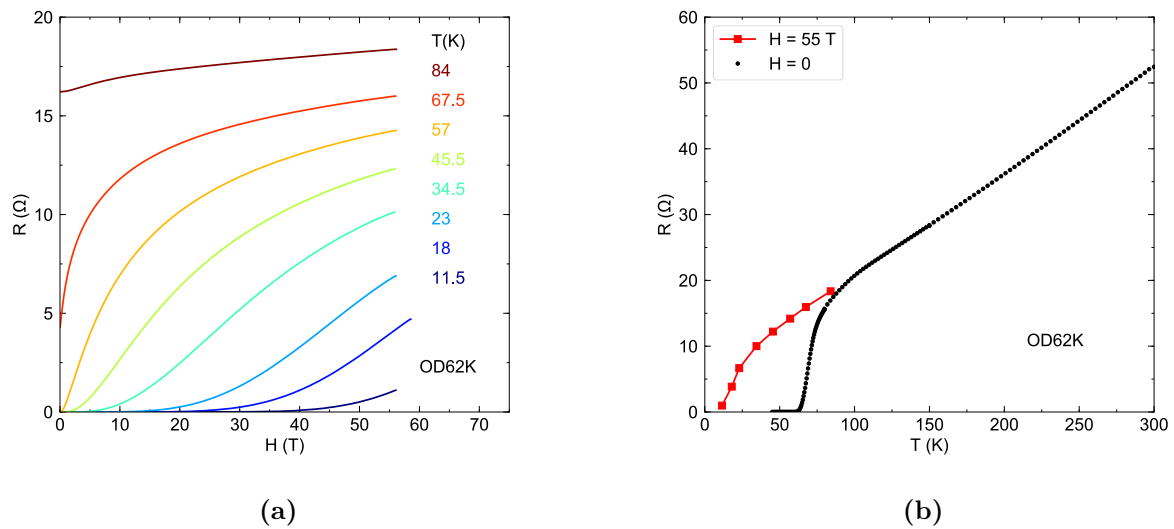 20
15
10
5
0
R (Ω)
0 10 20 30 40 50 60 70
H (T)
T(K)
84
67.5
57
45.5
34.5
23
18
11.5
OD62K
(a)
60
50
40
30
20
10
0
R (Ω)
0 50 100 150 200 250 300
T (K)
H = 55 T
H = 0
OD62K
(b)